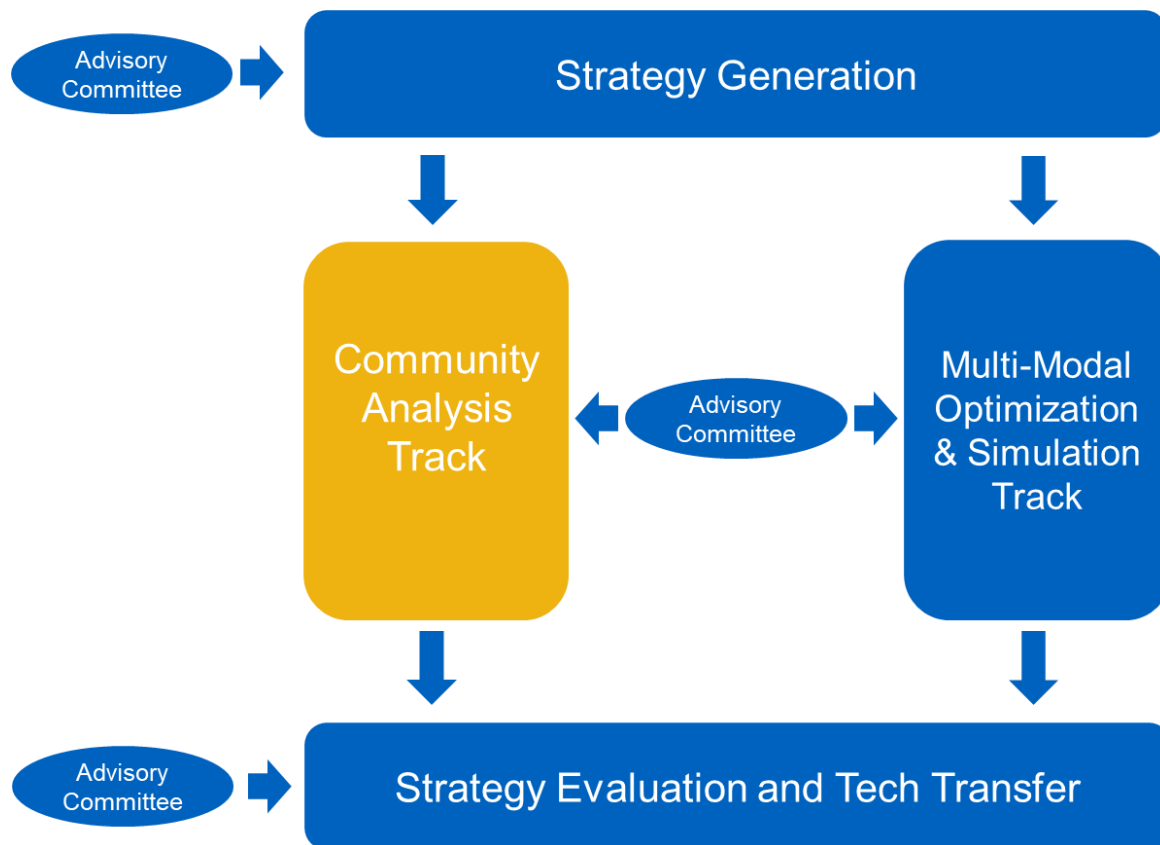 Advisory
Committee
Strategy Generation
Community
Analysis
Track
Advisory
Committee
Multi-Modal
Optimization
& Simulation
Track
Advisory
Committee
Strategy Evaluation and Tech Transfer